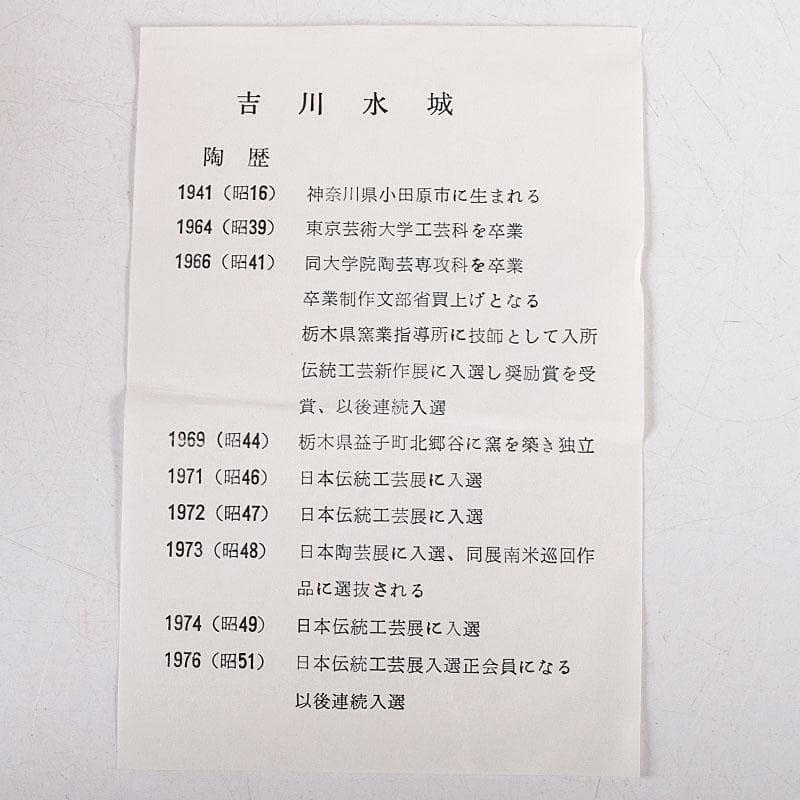 吉川水城
陶歴
1941（昭16） 神奈川県小田原市に生まれる
1964（昭39） 東京芸術大学工芸科を卒業
1966（昭41） 同大学院陶芸専攻科を卒業
卒業制作文部省買上げとなる
栃木県窯業指導所に技師として入所
伝統工芸新作展に入選し奨励賞を受
賞、以後連続入選
1969（昭44） 栃木県益子町北郷谷に窯を築き独立
1971（昭46） 日本伝統工芸展に入選
1972（昭47） 日本伝統工芸展に入選
1973（昭48） 日本陶芸展に入選、同展南米巡回作
品に選抜される
1974（昭49） 日本伝統工芸展に入選
1976（昭51） 日本伝統工芸展入選正会員になる
以後連続入選